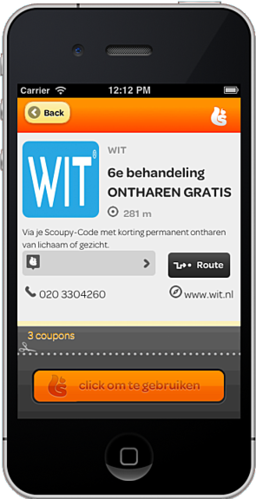 Carrier 12:12 PM
Back
WIT
WIT®
6e behandeling
ONTHAREN GRATIS
281 m
Via je Scoupy-Code met korting permanent ontharen
van lichaam of gezicht.
Route
020 3304260 www.wit.nl
3 coupons
click om te gebruiken